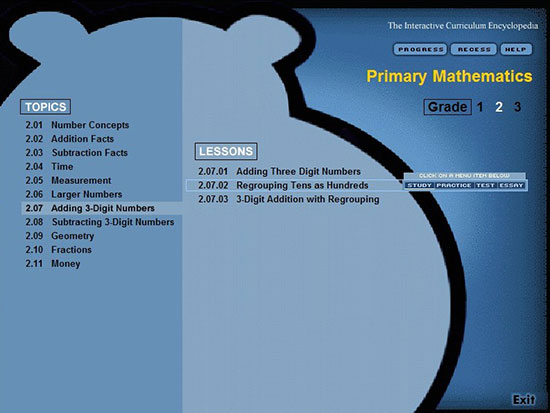 The Interactive Curriculum Encyclopedia
PROGRESS RECESS HELP
Primary Mathematics
Grade 1 2 3
TOPICS
2.01 Number Concepts
2.02 Addition Facts
2.03 Subtraction Facts
2.04 Time
2.05 Measurement
2.06 Larger Numbers
2.07 Adding 3-Digit Numbers
2.08 Subtracting 3-Digit Numbers
2.09 Geometry
2.10 Fractions
2.11 Money
LESSONS
2.07.01 Adding Three Digit Numbers
2.07.02 Regrouping Tens as Hundreds
2.07.03 3-Digit Addition with Regrouping
CLICK ON A MENU ITEM BELOW
STUDY PRACTICE TEST ESSAY
Exit